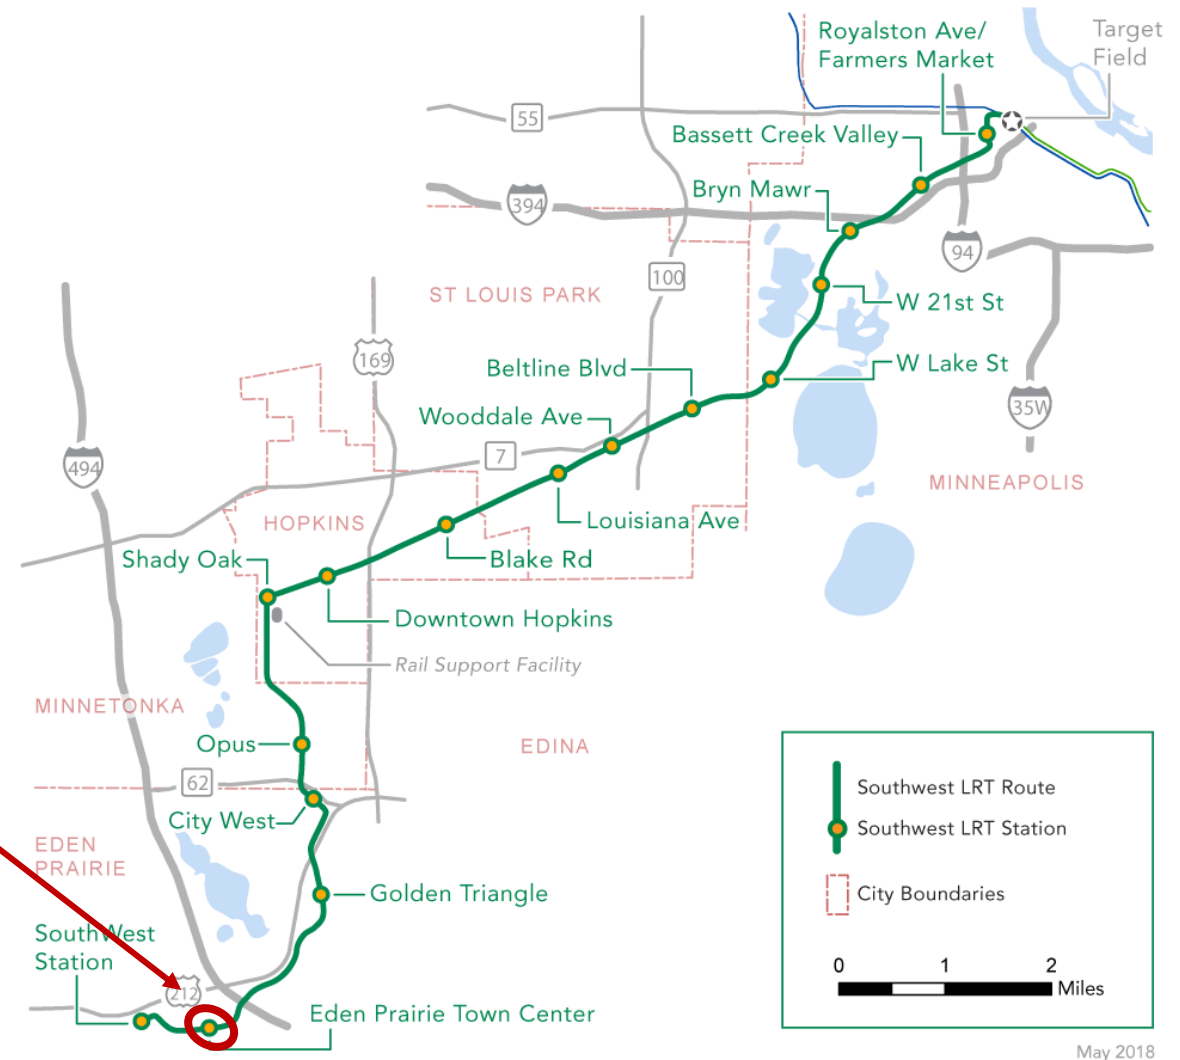 Royalston Ave/
Farmers Market
Target
Field
55
Bassett Creek Valley
Bryn Mawr
394
94
100
ST LOUIS PARK
W 21st St
169
Beltline Blvd
W Lake St
Wooddale Ave
35W
7
494
MINNEAPOLIS
HOPKINS
Louisiana Ave
Shady Oak
Blake Rd
Downtown Hopkins
Rail Support Facility
MINNETONKA
Opus
EDINA
62
City West
Southwest LRT Route
Southwest LRT Station
EDEN
PRAIRIE
Golden Triangle
City Boundaries
SouthWest
Station
0 1 2
Miles
212
Eden Prairie Town Center
May 2018